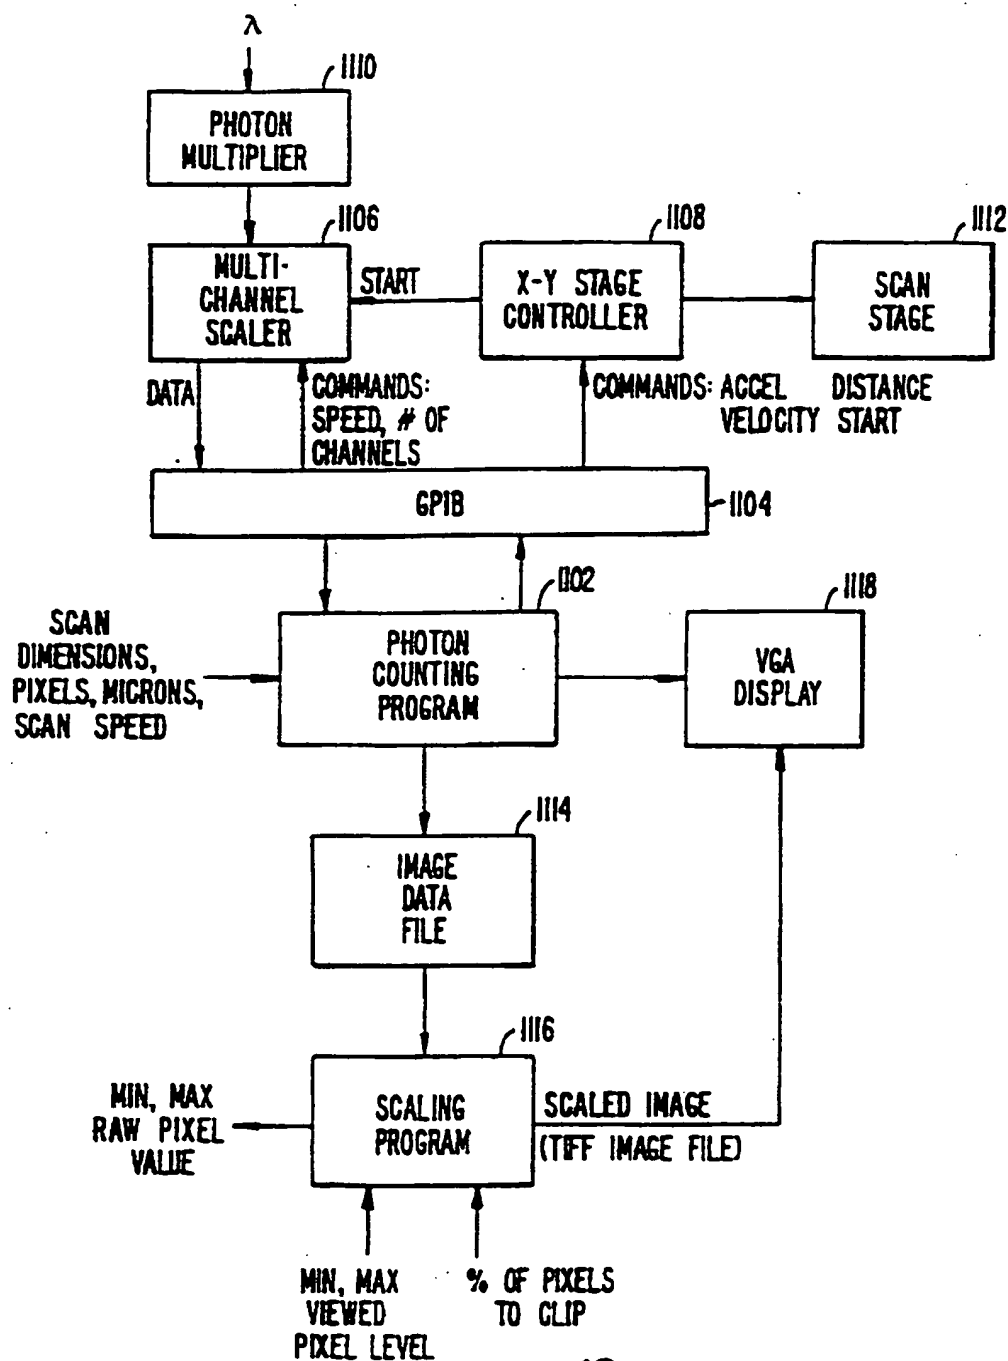 λ
1110
PHOTON
MULTIPLIER
1106
MULTI-
CHANNEL
SCALER
START
1108
X-Y STAGE
CONTROLLER
1112
SCAN
STAGE
DATA
COMMANDS:
SPEED, # OF
CHANNELS
COMMANDS: ACCEL DISTANCE
VELOCITY START
GPIB
1104
1102
PHOTON
COUNTING
PROGRAM
SCAN
DIMENSIONS,
PIXELS, MICRONS,
SCAN SPEED
1118
VGA
DISPLAY
1114
IMAGE
DATA
FILE
1116
SCALING
PROGRAM
MIN, MAX
RAW PIXEL
VALUE
SCALED IMAGE
(TIFF IMAGE FILE)
MIN, MAX
VIEWED
PIXEL LEVEL
% OF PIXELS
TO CLIP